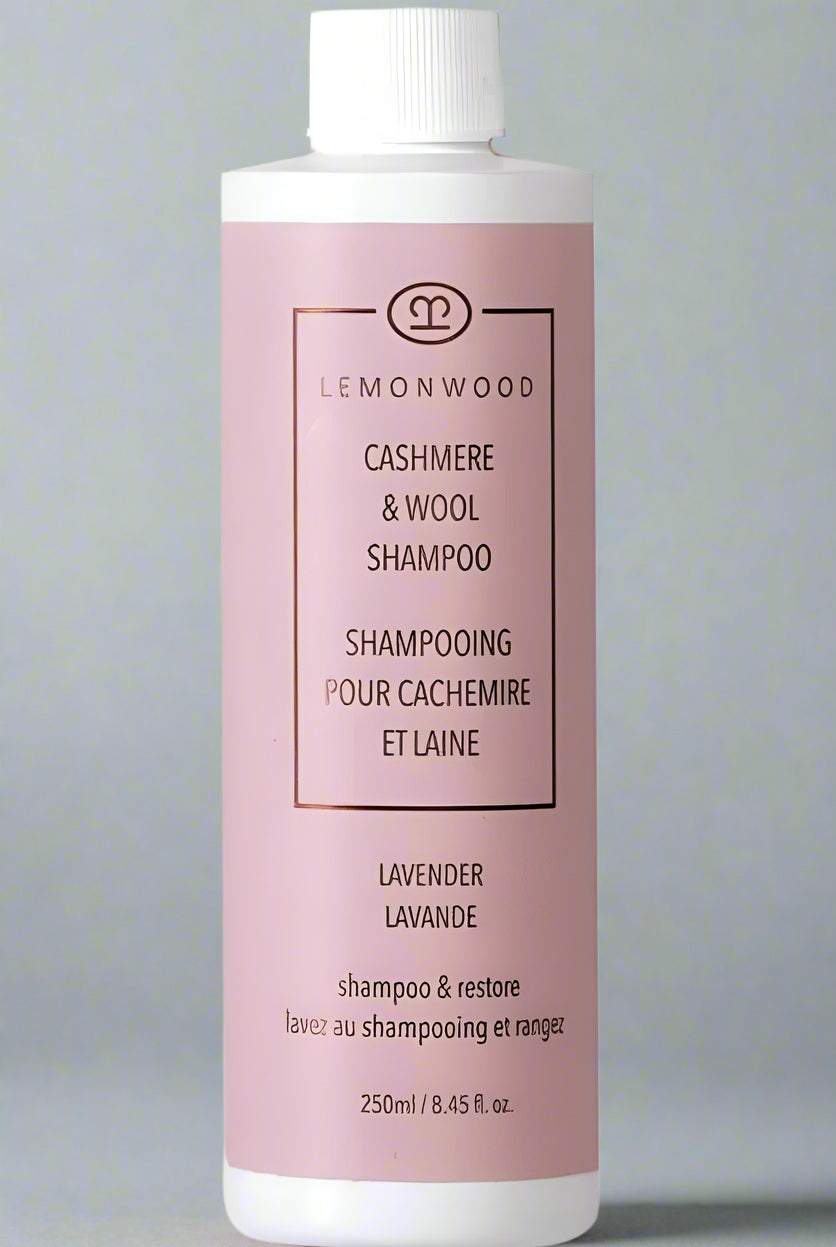 LEMONWOOD
CASHMERE
& WOOL
SHAMPOO
SHAMPOOING
POUR CACHEMIRE
ET LAINE
LAVENDER
LAVANDE
shampoo & restore
lavez au shampooing et rangez
250ml / 8.45 fl. oz.